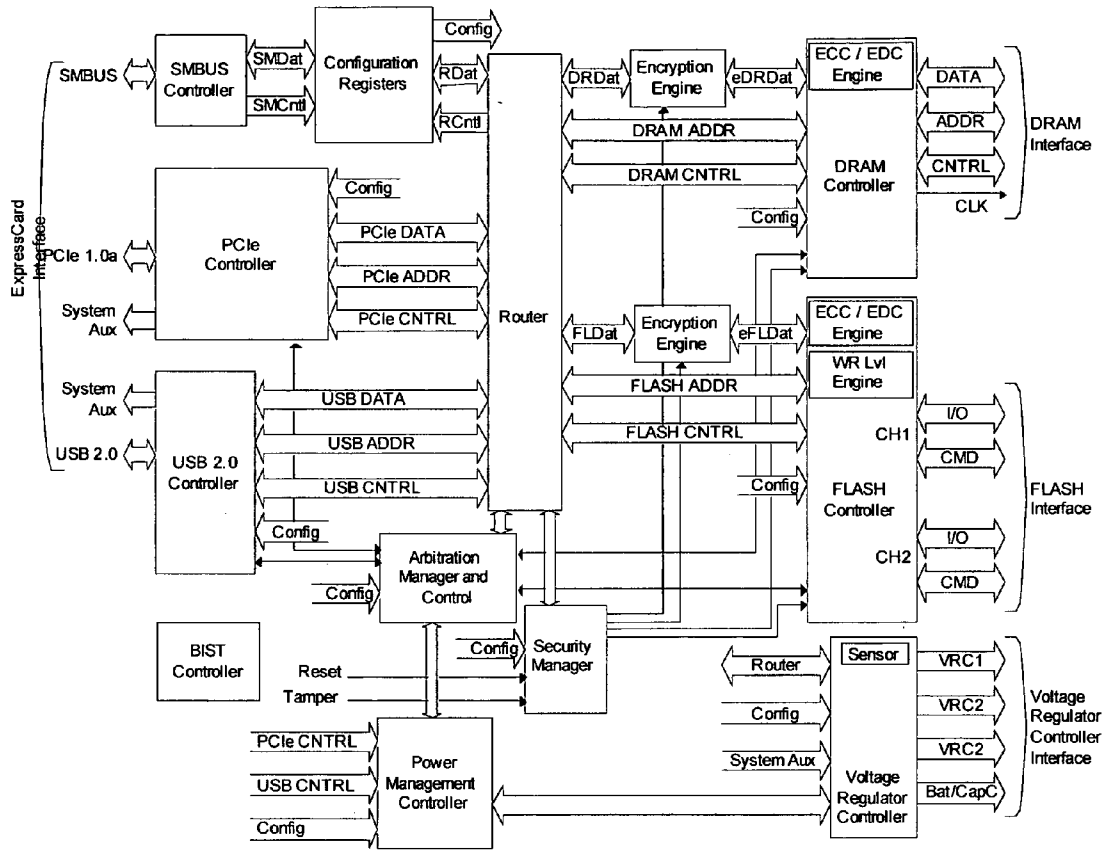 Config
SMBUS
SMBUS
Controller
SMDat
SMCntl
Configuration
Registers
RDat
RCntl
DRDat
Encryption
Engine
eDRDat
ECC / EDC
Engine
DATA
ADDR
CNTRL
CLK
DRAM
Interface
DRAM ADDR
DRAM CNTRL
DRAM
Controller
Config
ExpressCard
Interface
PCIe 1.0a
System
Aux
PCIe
Controller
Config
PCIe DATA
PCIe ADDR
PCIe CNTRL
Router
FLDat
Encryption
Engine
eFLDat
ECC / EDC
Engine
WR Lvl
Engine
FLASH ADDR
FLASH CNTRL
Config
FLASH
Controller
CH1
CH2
I/O
CMD
I/O
CMD
FLASH
Interface
System
Aux
USB 2.0
USB 2.0
Controller
USB DATA
USB ADDR
USB CNTRL
Config
Arbitration
Manager and
Control
Config
BIST
Controller
Reset
Tamper
Config
Security
Manager
PCIe CNTRL
USB CNTRL
Config
Power
Management
Controller
Router
Config
System Aux
Sensor
Voltage
Regulator
Controller
VRC1
VRC2
VRC2
Bat/CapC
Voltage
Regulator
Controller
Interface